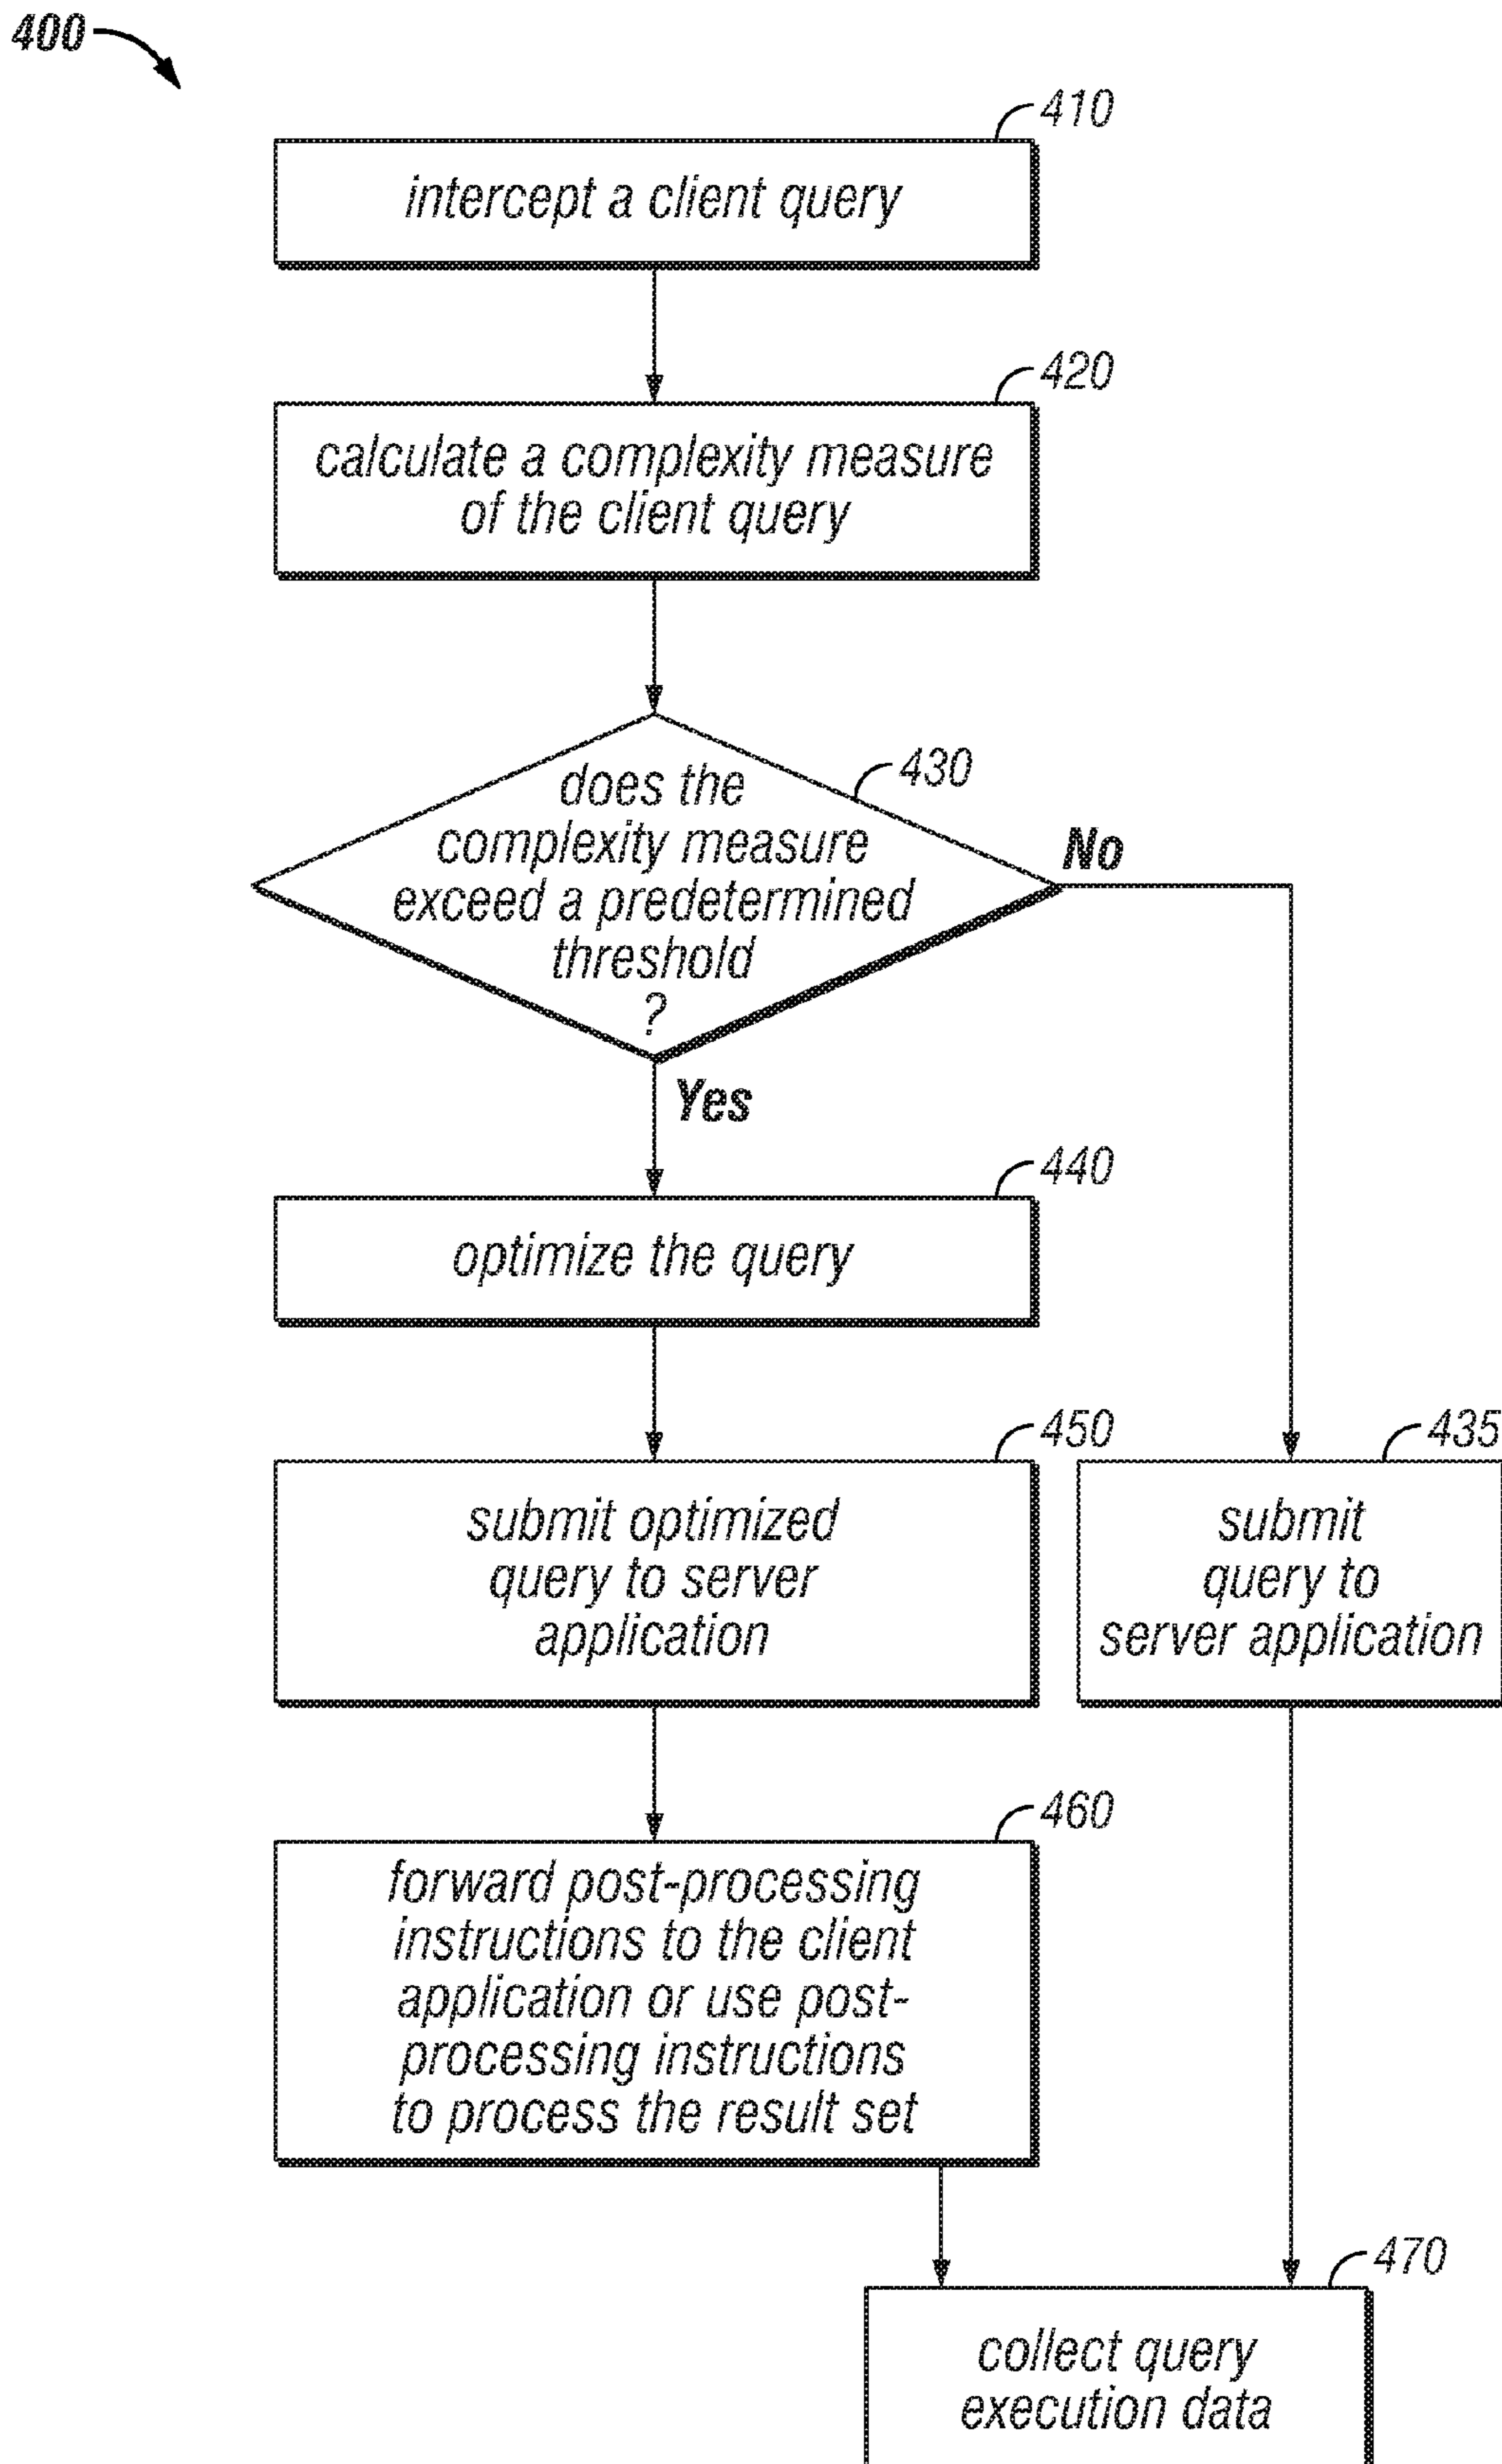 400
410
intercept a client query
420
calculate a complexity measure
of the client query
430
does the
complexity measure
exceed a predetermined
threshold
?
No
Yes
440
optimize the query
450
submit optimized
query to server
application
435
submit
query to
server application
460
forward post-processing
instructions to the client
application or use post-
processing instructions
to process the result set
470
collect query
execution data